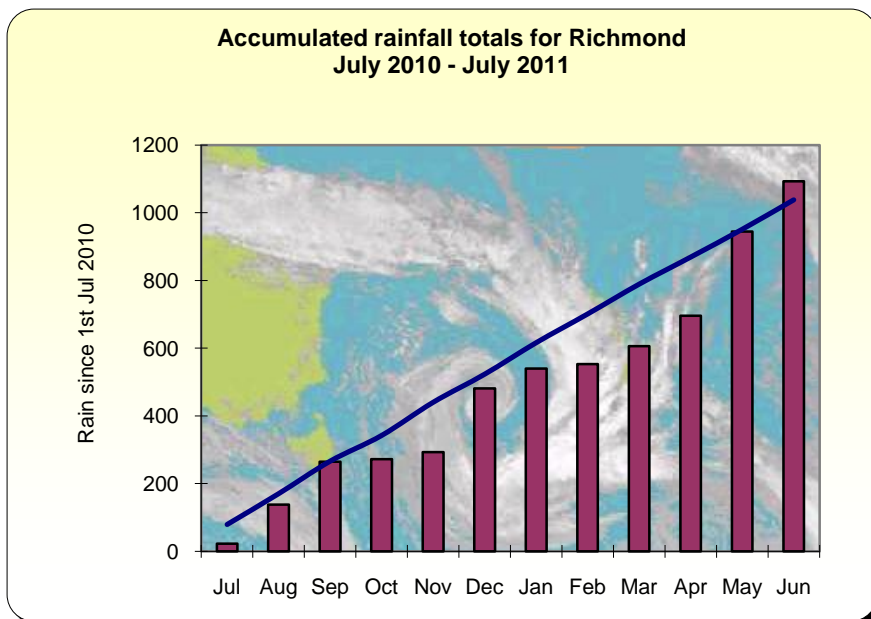 Accumulated rainfall totals for Richmond
July 2010 - July 2011
Rain since 1st Jul 2010
1200
1000
800
600
400
200
0
Jul Aug Sep Oct Nov Dec Jan Feb Mar Apr May Jun